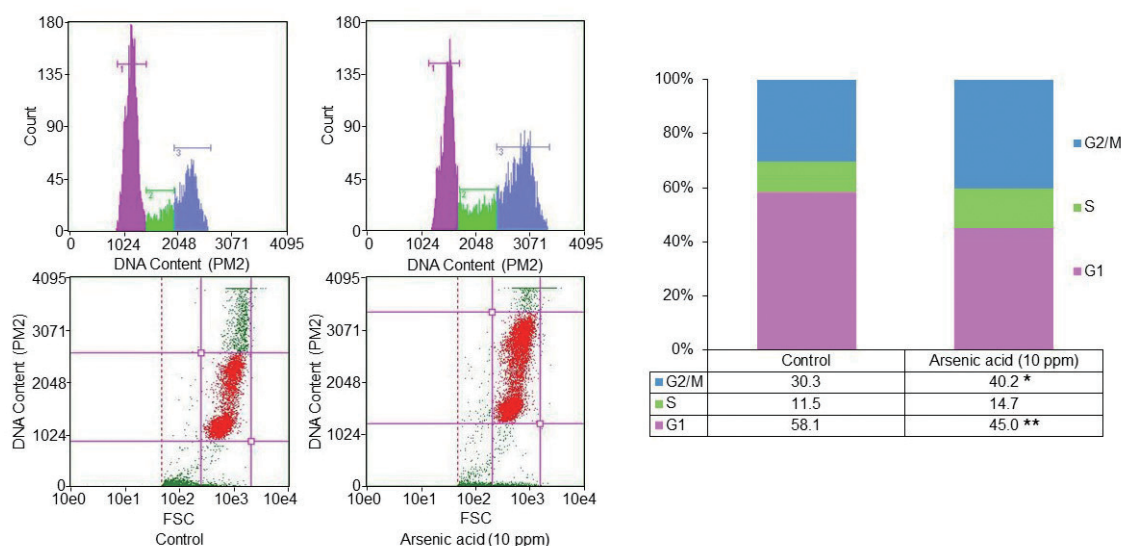 180
135
90
45
0
Count
1
2
3
0 1024 2048 3071 4095
DNA Content (PM2)
180
135
90
45
0
Count
1
2
3
0 1024 2048 3071 4095
DNA Content (PM2)
4095
3071
2048
1024
0
DNA Content (PM2)
10e0 10e1 10e2 10e3 10e4
FSC
Control
4095
3071
2048
1024
0
DNA Content (PM2)
10e0 10e1 10e2 10e3 10e4
FSC
Arsenic acid (10 ppm)
100%
80%
60%
40%
20%
0%
G2/M
S
G1
Control Arsenic acid (10 ppm)
G2/M 30.3 40.2 *
S 11.5 14.7
G1 58.1 45.0 **